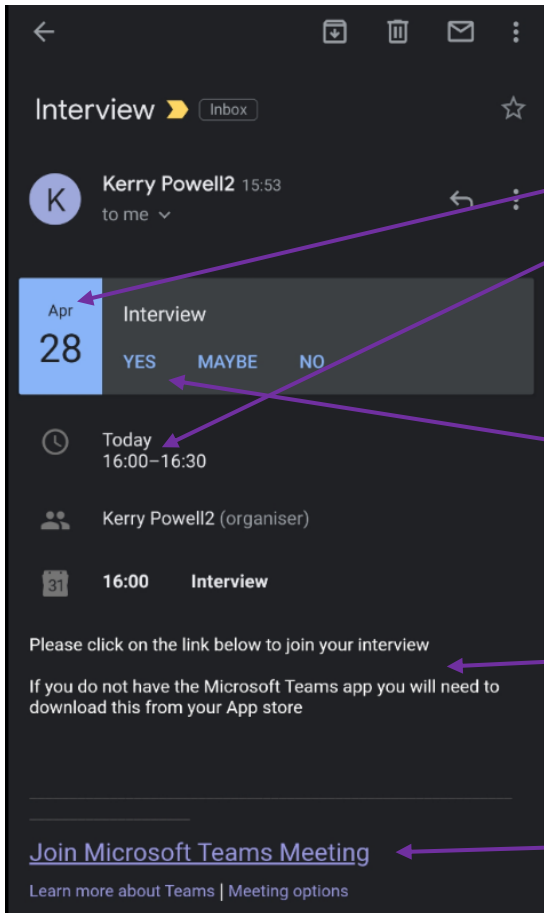 Interview Inbox
K
Kerry Powell2 15:53
to me
Apr
28
Interview
YES MAYBE NO
Today
16:00–16:30
Kerry Powell2 (organiser)
31
16:00 Interview
Please click on the link below to join your interview
If you do not have the Microsoft Teams app you will need to
download this from your App store
Join Microsoft Teams Meeting
Learn more about Teams | Meeting options